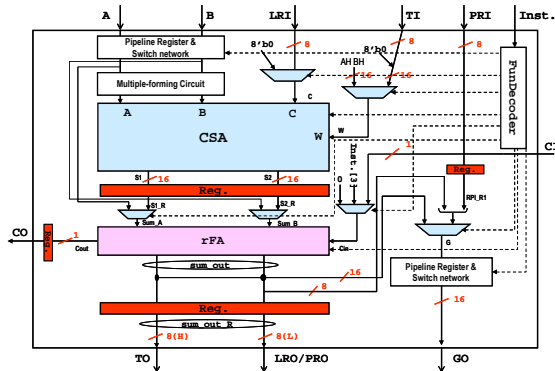 A B LRI TI PRI Inst.
Pipeline Register &
Switch network
8'b0
8
8'b0
8
8
AH BH
16
16
Multiple-forming Circuit
C
FunDecoder
A B C
CSA
W
W
S1
16
S2
16
Inst.[3]
0
1
CI
Reg.
Reg.
RPI_R1
S1_R
S2_R
Sum_A
Sum_B
CO
Reg.
1
Cout
rFA
Cin
G
sum_out
16
8
Pipeline Register &
Switch network
Reg.
sum_out_R
8(H)
8(L)
16
TO LRO/PRO GO